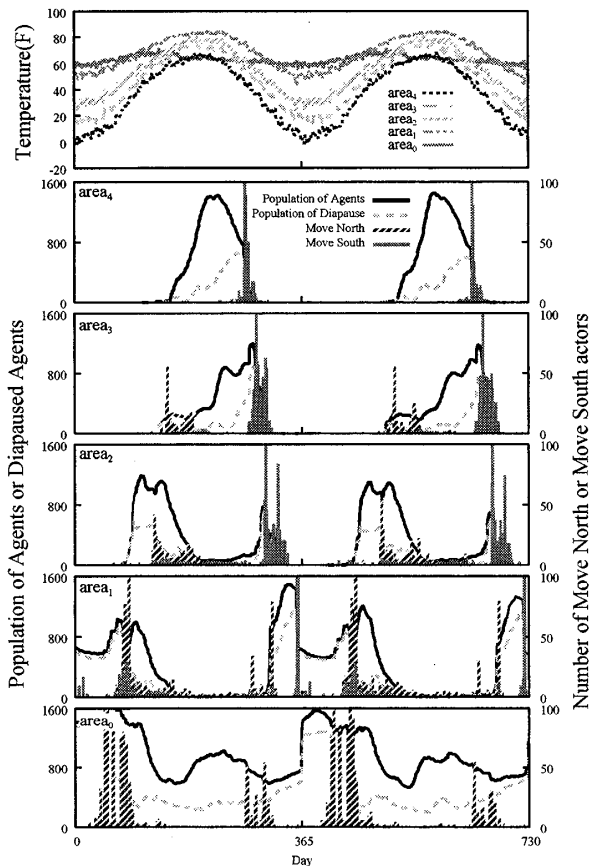 Temperature(F)
100
80
60
40
20
0
-20
area4
area3
area2
area1
area0
area4
1600
800
0
100
50
0
Population of Agents
Population of Diapause
Move North
Move South
area3
1600
800
0
100
50
0
area2
1600
800
0
100
50
0
area1
1600
800
0
100
50
0
area0
1600
800
0
100
50
0
Population of Agents or Diapaused Agents
Number of Move North or Move South actors
0
365
730
Day